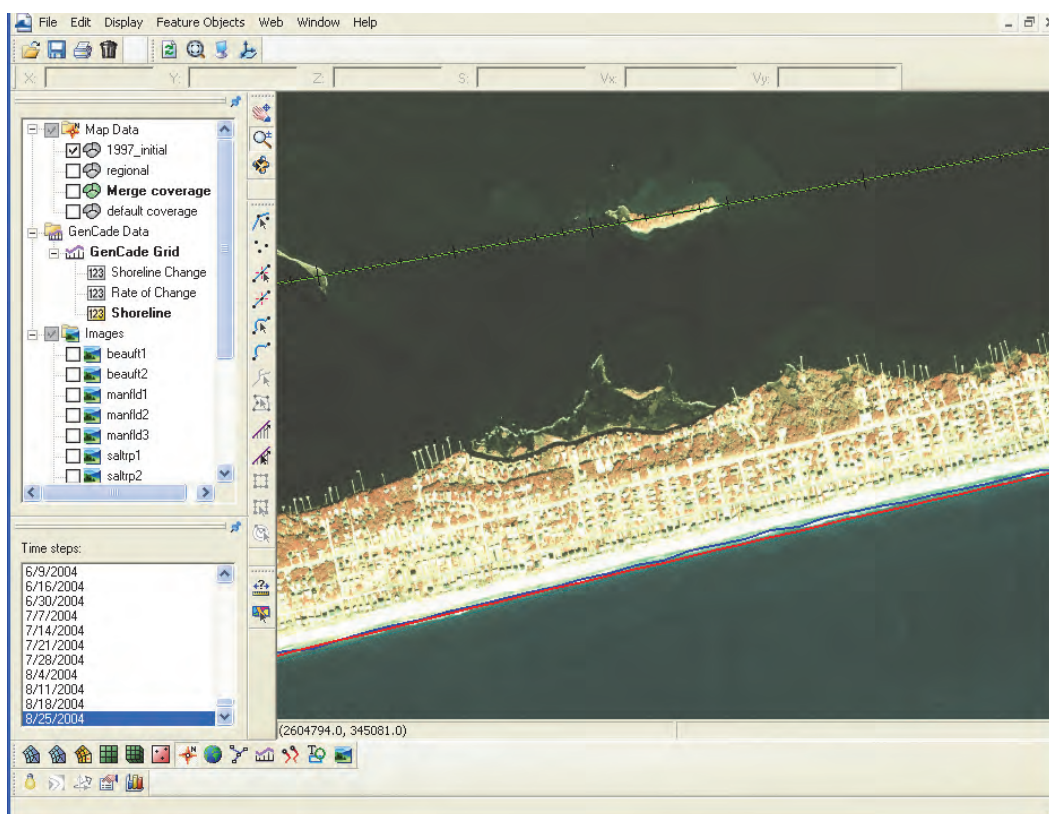 File Edit Display Feature Objects Web Window Help
X: Y: Z: S: Vx: Vy:
Map Data
1997_initial
regional
Merge coverage
default coverage
GenCade Data
GenCade Grid
123 Shoreline Change
123 Rate of Change
123 Shoreline
Images
beauft1
beauft2
manfld1
manfld2
manfld3
saltrp1
saltrp2
Time steps:
6/9/2004
6/16/2004
6/30/2004
7/7/2004
7/14/2004
7/21/2004
7/28/2004
8/4/2004
8/11/2004
8/18/2004
8/25/2004
(2604794.0, 345081.0)